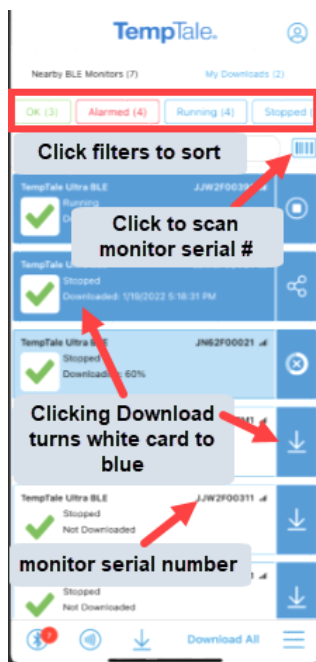 TempTale.
Nearby BLE Monitors (7) My Downloads (2)
OK (3) Alarmed (4) Running (4) Stopped (
Click filters to sort
TempTale Ultra BLE JJW2F0039
Running
Click to scan
monitor serial #
TempTale U
Stopped
Downloaded: 1/19/2022 5:18:31 PM
TempTale Ultra BLE JN62F00021
Stopped
Downloading: 60%
Clicking Download
turns white card to
blue
TempTale Ultra BLE JJW2F00311
Stopped
Not Downloaded
monitor serial number
Stopped
Not Downloaded
Download All